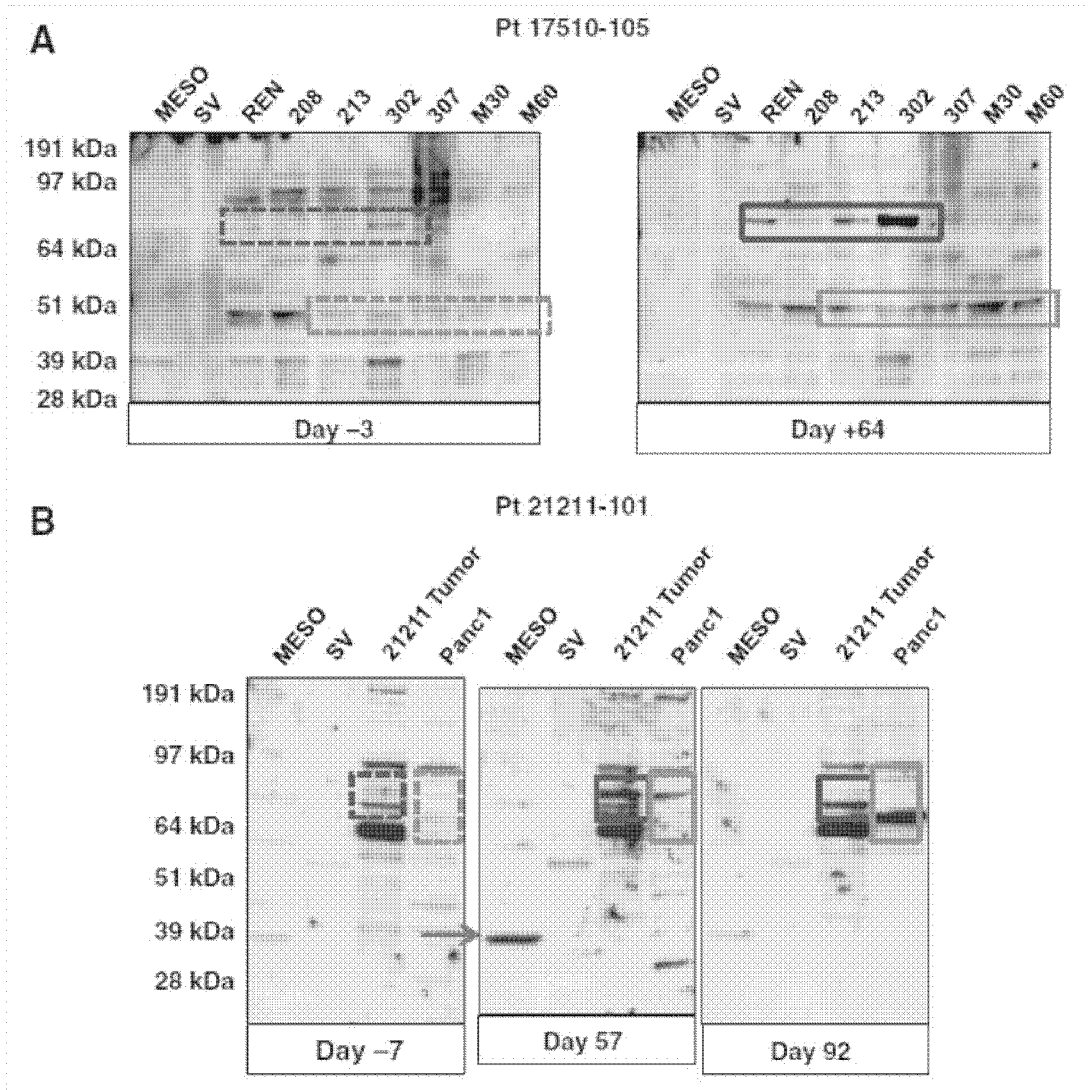 A
Pt 17510-105
MESO SV REN 208 213 302 307 M30 M60
MESO SV REN 208 213 302 307 M30 M60
191 kDa
97 kDa
64 kDa
51 kDa
39 kDa
28 kDa
Day –3
Day +64
B
Pt 21211-101
MESO SV 21211 Tumor Panc1
MESO SV 21211 Tumor Panc1
MESO SV 21211 Tumor Panc1
191 kDa
97 kDa
64 kDa
51 kDa
39 kDa
28 kDa
Day –7
Day 57
Day 92